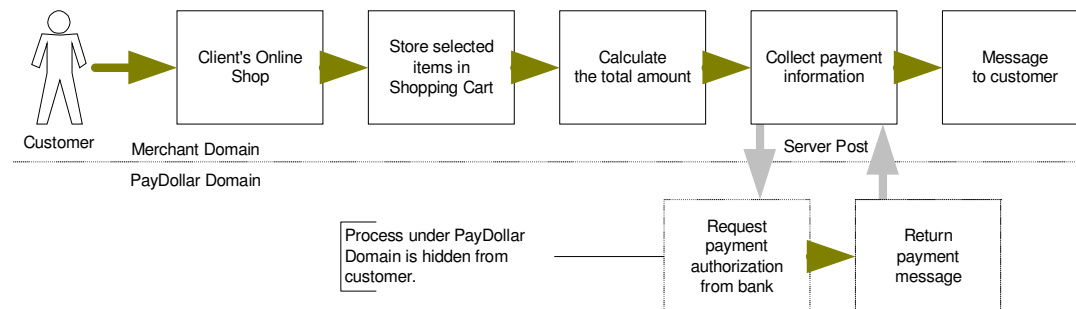 Client's Online
Shop
Store selected
items in
Shopping Cart
Calculate
the total amount
Collect payment
information
Message
to customer
Customer
Merchant Domain
Server Post
PayDollar Domain
Process under PayDollar
Domain is hidden from
customer.
Request
payment
authorization
from bank
Return
payment
message